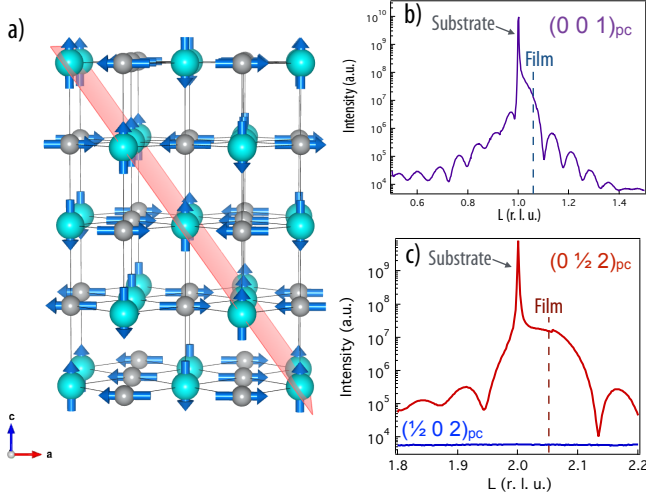 a)
c
a
b)
(0 0 1)pc
Substrate
Film
Intensity (a.u.)
10^10
10^9
10^8
10^7
10^6
10^5
10^4
0.6
0.8
1.0
1.2
1.4
L (r. l. u.)
c)
(0 ½ 2)pc
Substrate
Film
(½ 0 2)pc
Intensity (a.u.)
10^9
10^8
10^7
10^6
10^5
10^4
1.8
1.9
2.0
2.1
2.2
L (r. l. u.)